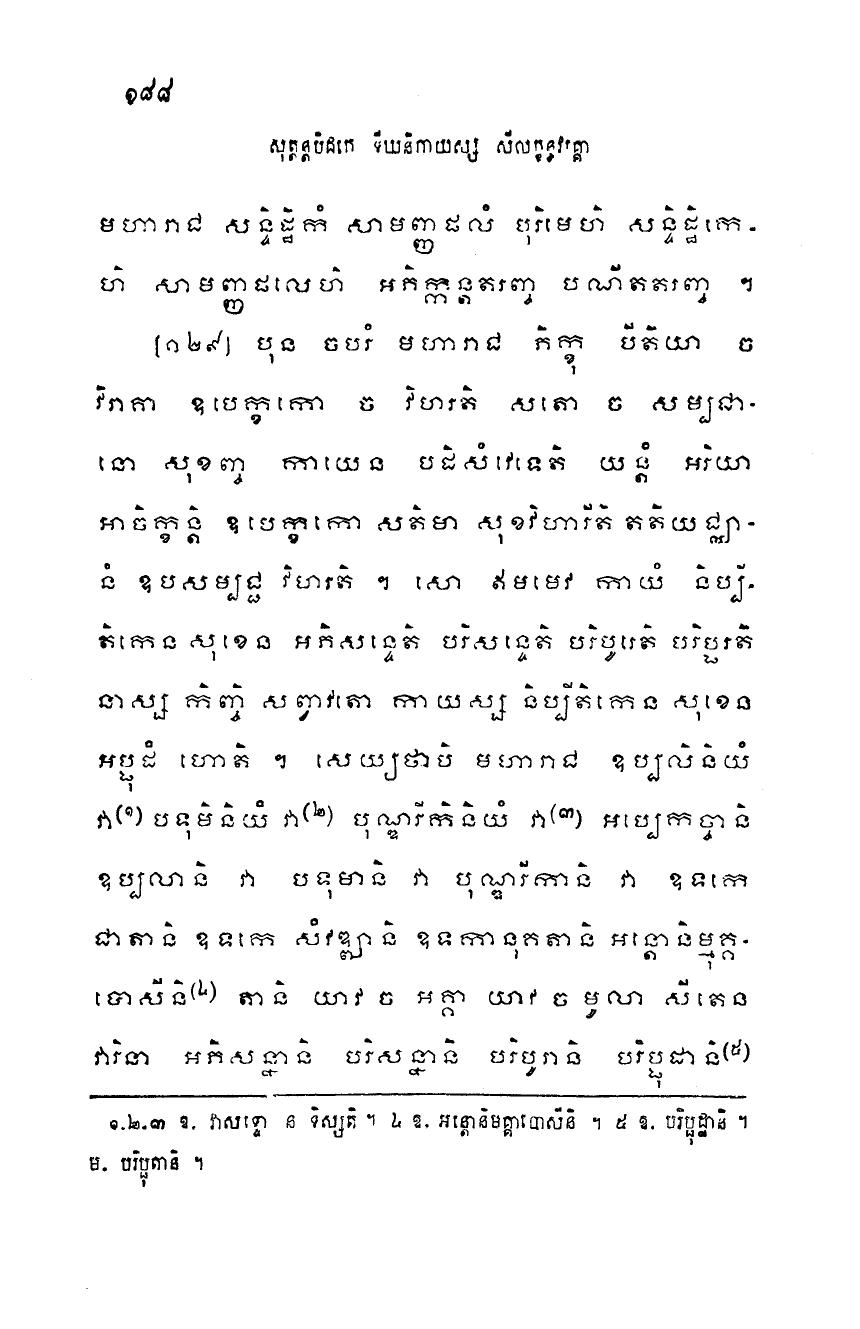 ១៨៨
សុត្តន្តបិដកេ ទីឃនិកាយស្ស សីលក្ខន្ធវគ្គោ
មហារាជ សន្ទិដ្ឋិកំ សាមញ្ញផលំ បុរិមេហិ សន្ទិដ្ឋិកេ-
ហិ សាមញ្ញផលេហិ អភិក្កន្តតរញ្ច បណីតតរញ្ច ។
[១២៩] បុន ចបរំ មហារាជ ភិក្ខុ បីតិយា ច
វិរាគា ឧបេក្ខកោ ច វិហរតិ សតោ ច សម្បជា-
នោ សុខញ្ច កាយេន បដិសំវេទេតិ យន្តំ អរិយា
អាចិក្ខន្តិ ឧបេក្ខកោ សតិមា សុខវិហារីតិ តតិយជ្ឈា-
នំ ឧបសម្បជ្ជ វិហរតិ ។ សោ ឥមមេវ កាយំ និប្បី-
តិកេន សុខេន អភិសន្ទេតិ បរិសន្ទេតិ បរិបូរេតិ បរិប្ផរតិ
នាស្ស កិញ្ចិ សព្វាវតោ កាយស្ស និប្បីតិកេន សុខេន
អប្ផុដំ ហោតិ ។ សេយ្យថាបិ មហារាជ ឧប្បលិនិយំ
វា(១) បទុមិនិយំ វា(២) បុណ្ឌរីកិនិយំ វា(៣) អប្បេកច្ចានិ
ឧប្បលានិ វា បទុមានិ វា បុណ្ឌរីកានិ វា ឧទកេ
ជាតានិ ឧទកេ សំវឌ្ឍានិ ឧទកានុគតានិ អន្តោនិម្មុគ្គ-
បោសីនិ(៤) តានិ យាវ ច អគ្គា យាវ ច មូលា សីតេន
វារិនា អភិសន្នានិ បរិសន្នានិ បរិបូរានិ បរិប្ផុដានិ(៥)
១.២.៣ ឱ. វាសទ្ទោ ន ទិស្សតិ ។ ៤ ឱ. អន្តោនិមគ្គាបោសីនិ ។ ៥ ឱ. បរិប្ផុដ្ឋានិ ។
ម. បរិប្ផុតានិ ។